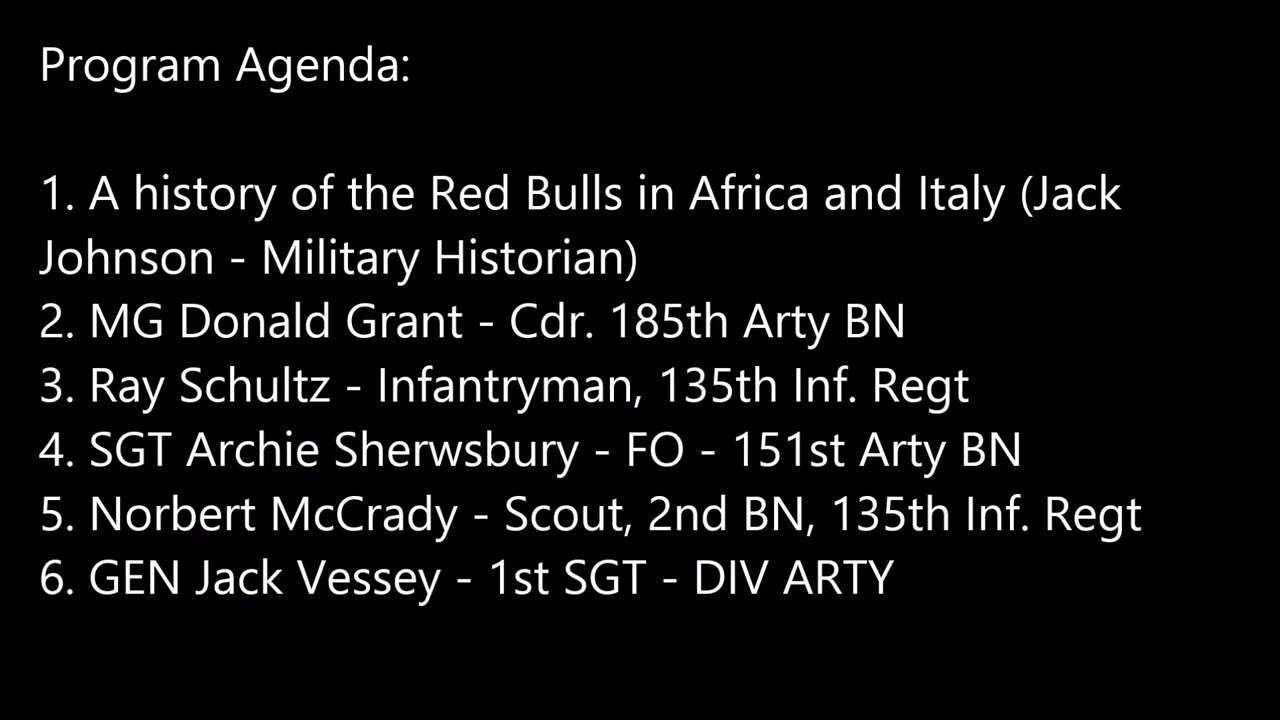 Program Agenda:
1. A history of the Red Bulls in Africa and Italy (Jack
Johnson - Military Historian)
2. MG Donald Grant - Cdr. 185th Arty BN
3. Ray Schultz - Infantryman, 135th Inf. Regt
4. SGT Archie Sherwsbury - FO - 151st Arty BN
5. Norbert McCrady - Scout, 2nd BN, 135th Inf. Regt
6. GEN Jack Vessey - 1st SGT - DIV ARTY